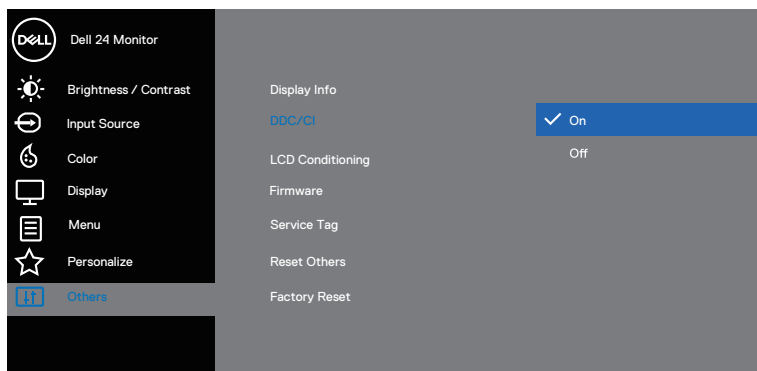 DELL
Dell 24 Monitor
Brightness / Contrast
Input Source
Color
Display
Menu
Personalize
Others
Display Info
DDC/CI
LCD Conditioning
Firmware
Service Tag
Reset Others
Factory Reset
On
Off